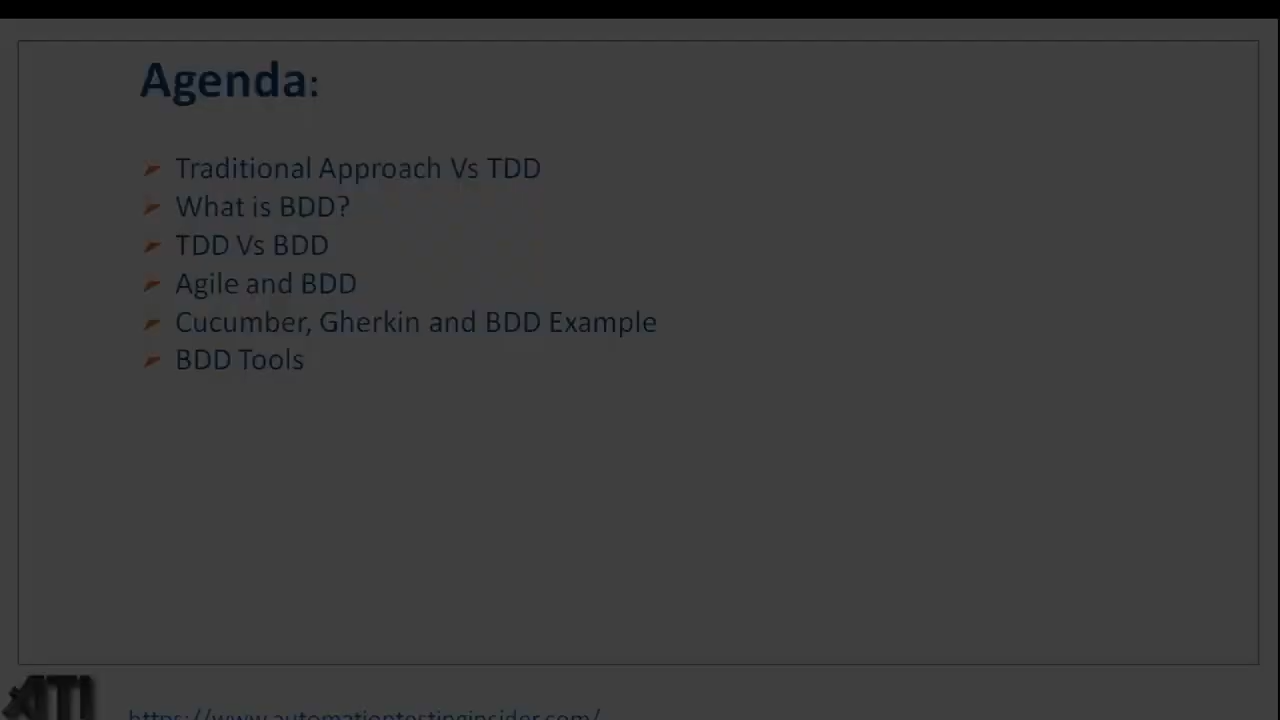 Agenda:
Traditional Approach Vs TDD
What is BDD?
TDD Vs BDD
Agile and BDD
Cucumber, Gherkin and BDD Example
BDD Tools
ATI
https://www.automationtestinginsider.com/